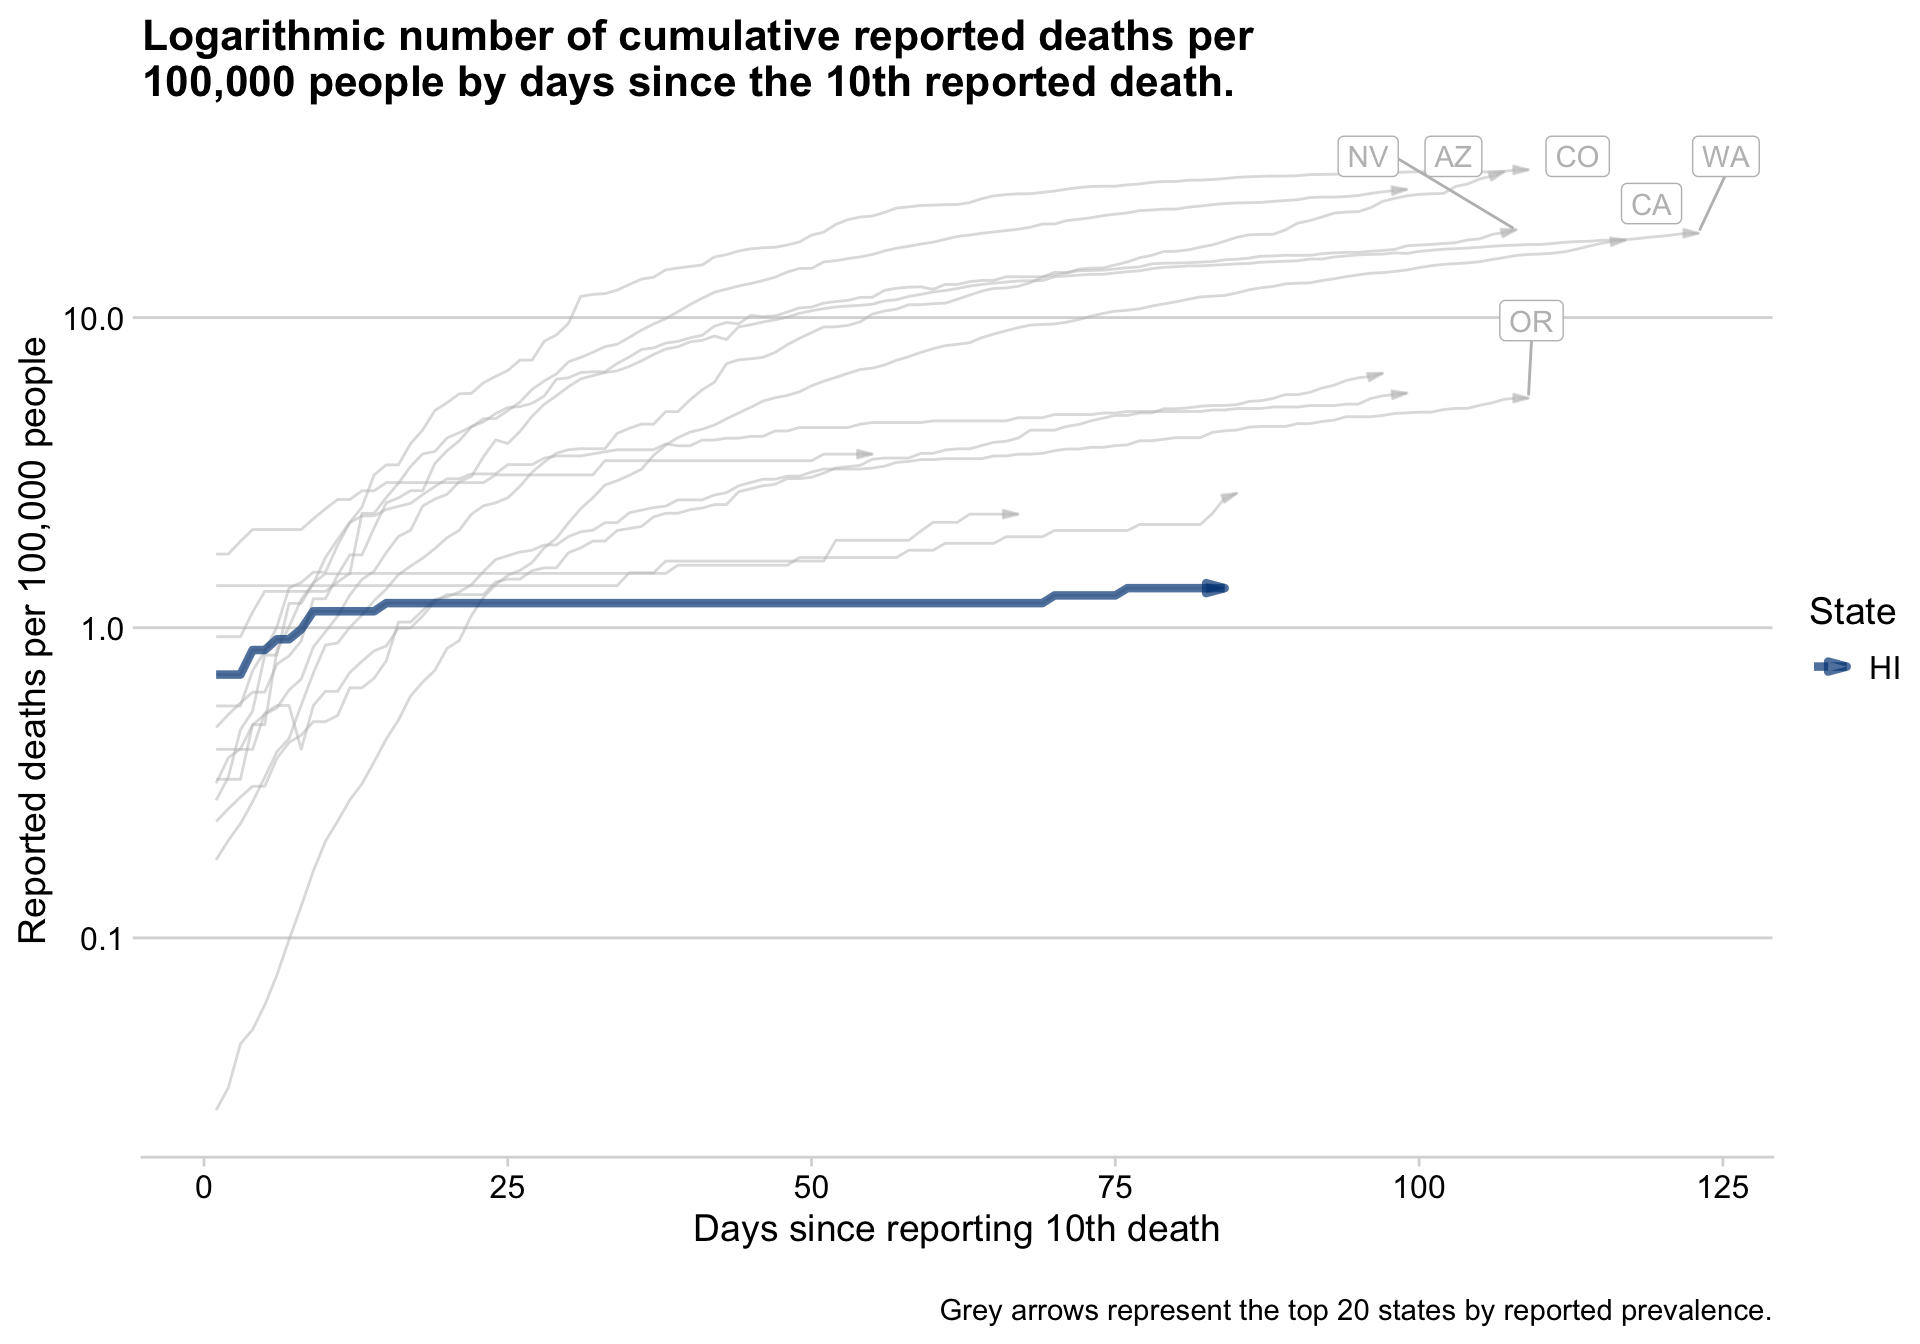 Logarithmic number of cumulative reported deaths per
100,000 people by days since the 10th reported death.
NV AZ CO WA
CA
OR
Reported deaths per 100,000 people
10.0
1.0
0.1
State
HI
0 25 50 75 100 125
Days since reporting 10th death
Grey arrows represent the top 20 states by reported prevalence.